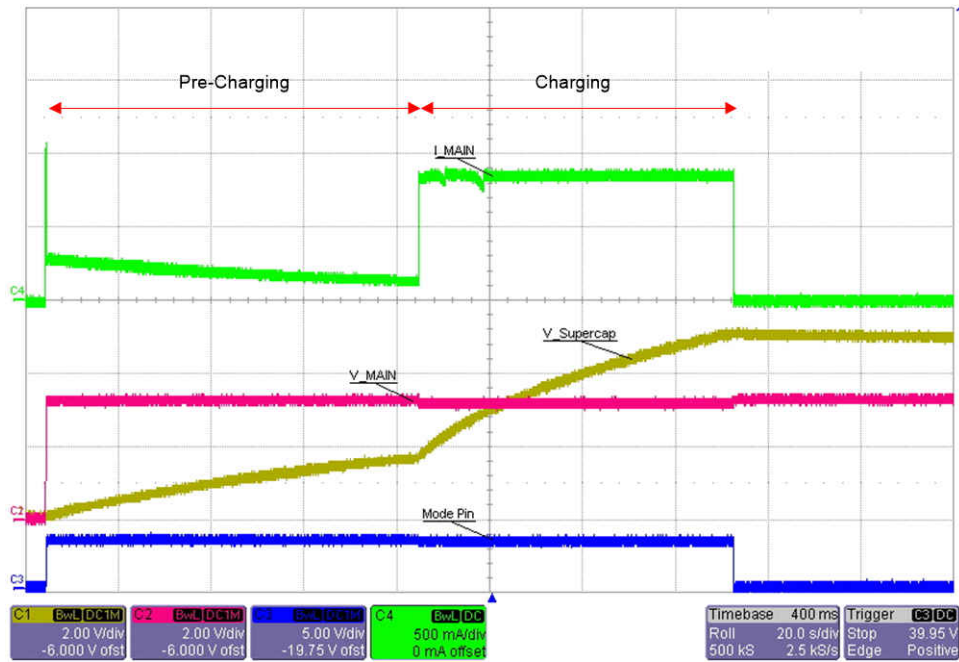 Pre-Charging
Charging
I_MAIN
C4
V_Supercap
V_MAIN
C2
Mode Pin
C3
C1 BwL DC1M
2.00 V/div
-6.000 V ofst
C2 BwL DC1M
2.00 V/div
-6.000 V ofst
C3 BwL DC1M
5.00 V/div
-19.75 V ofst
C4 BwL DC
500 mA/div
0 mA offset
Timebase 400 ms
Roll 20.0 s/div
500 kS 2.5 kS/s
Trigger C3 DC
Stop 39.95 V
Edge Positive